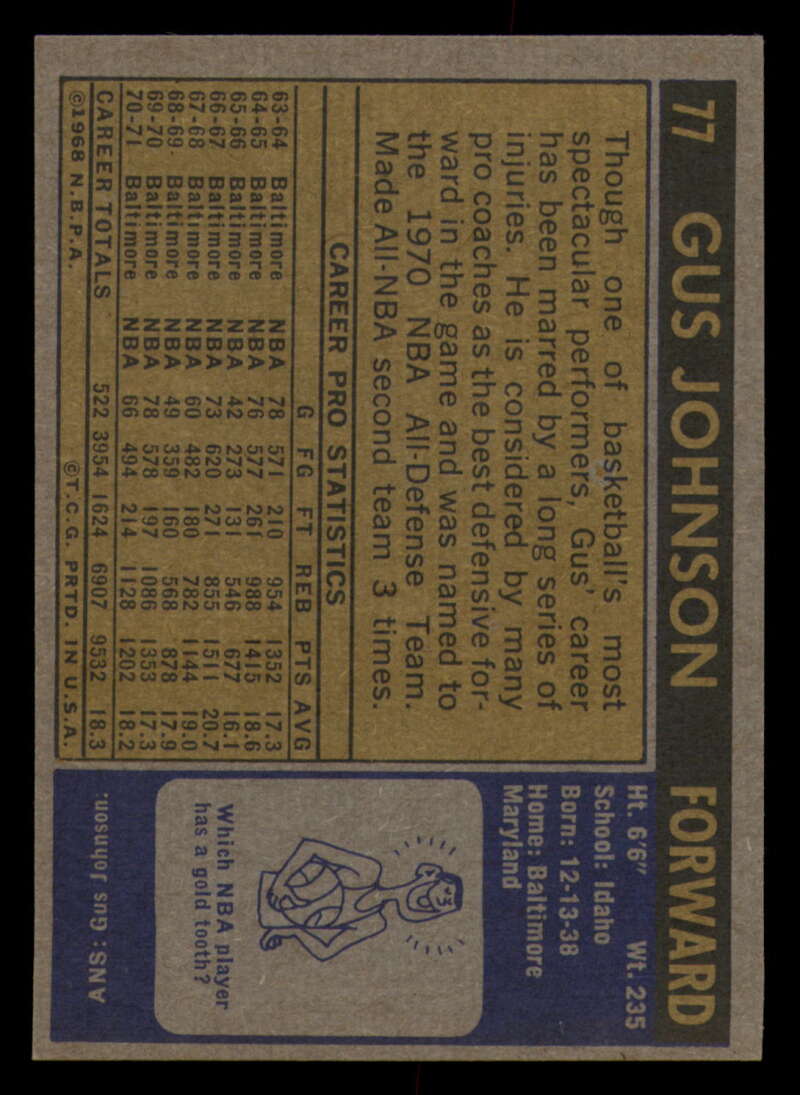 77 GUS JOHNSON FORWARD
Though one of basketball's most
spectacular performers, Gus' career
has been marred by a long series of
injuries. He is considered by many
pro coaches as the best defensive for-
ward in the game and was named to
the 1970 NBA All-Defense Team.
Made All-NBA second team 3 times.
CAREER PRO STATISTICS
G FG FT REB PTS AVG
63-64 Baltimore NBA 78 571 210 954 1352 17.3
64-65 Baltimore NBA 76 577 261 988 1415 18.6
65-66 Baltimore NBA 42 273 131 546 677 16.1
66-67 Baltimore NBA 73 620 271 855 1511 20.7
67-68 Baltimore NBA 60 482 180 782 1144 19.0
68-69 Baltimore NBA 49 359 160 568 878 17.9
69-70 Baltimore NBA 78 578 197 1086 1353 17.3
70-71 Baltimore NBA 66 494 214 1128 1202 18.2
CAREER TOTALS 522 3954 1624 6907 9532 18.3
©1968 N.B.P.A. ©T.C.G. PRTD. IN U.S.A.
Ht. 6'6" Wt. 235
School: Idaho
Born: 12-13-38
Home: Baltimore
Maryland
Which NBA player
has a gold tooth?
ANS: Gus Johnson.